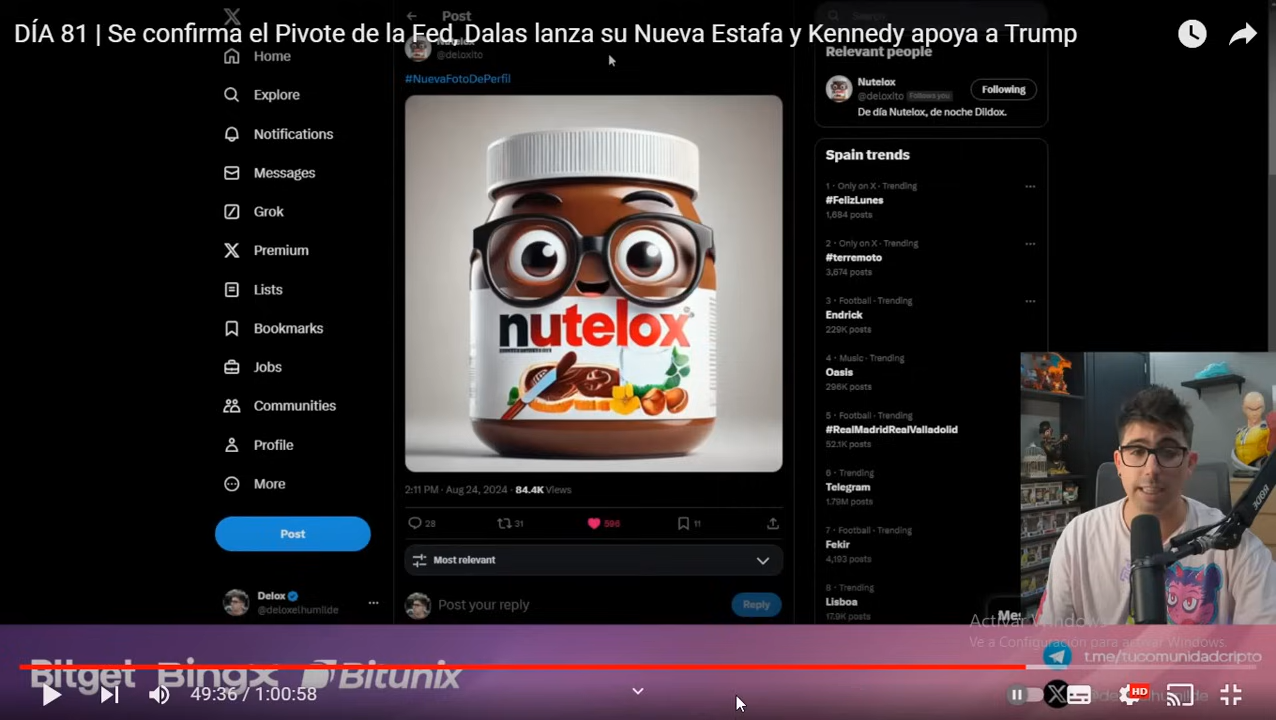 DÍA 81 | Se confirma el Pivote de la Fed, Dalas lanza su Nueva Estafa y Kennedy apoya a Trump
Post
@deloxito
#NuevaFotoDePerfil
Home
Explore
Notifications
Messages
Grok
Premium
Lists
Bookmarks
Jobs
Communities
Profile
More
Post
Delox
@deloxelhumilde
nutelox
2:11 PM · Aug 24, 2024 · 84.4K Views
28 31 596 11
Most relevant
Post your reply
Reply
Search
Relevant people
Nutelox
@deloxito Follows you
Following
De día Nutelox, de noche Dildox.
Spain trends
1 · Only on X · Trending
#FelizLunes
1,684 posts
2 · Only on X · Trending
#terremoto
3,674 posts
3 · Football · Trending
Endrick
229K posts
4 · Music · Trending
Oasis
296K posts
5 · Football · Trending
#RealMadridRealValladolid
52.1K posts
6 · Trending
Telegram
1.79M posts
7 · Football · Trending
Fekir
4,193 posts
8 · Trending
Lisboa
17.9K posts
Activar Windows
Ve a Configuración para activar Windows.
Bitget BingX Bitunix
t.me/tucomunidadcripto
@deloxelhumilde
49:36 / 1:00:58
HD